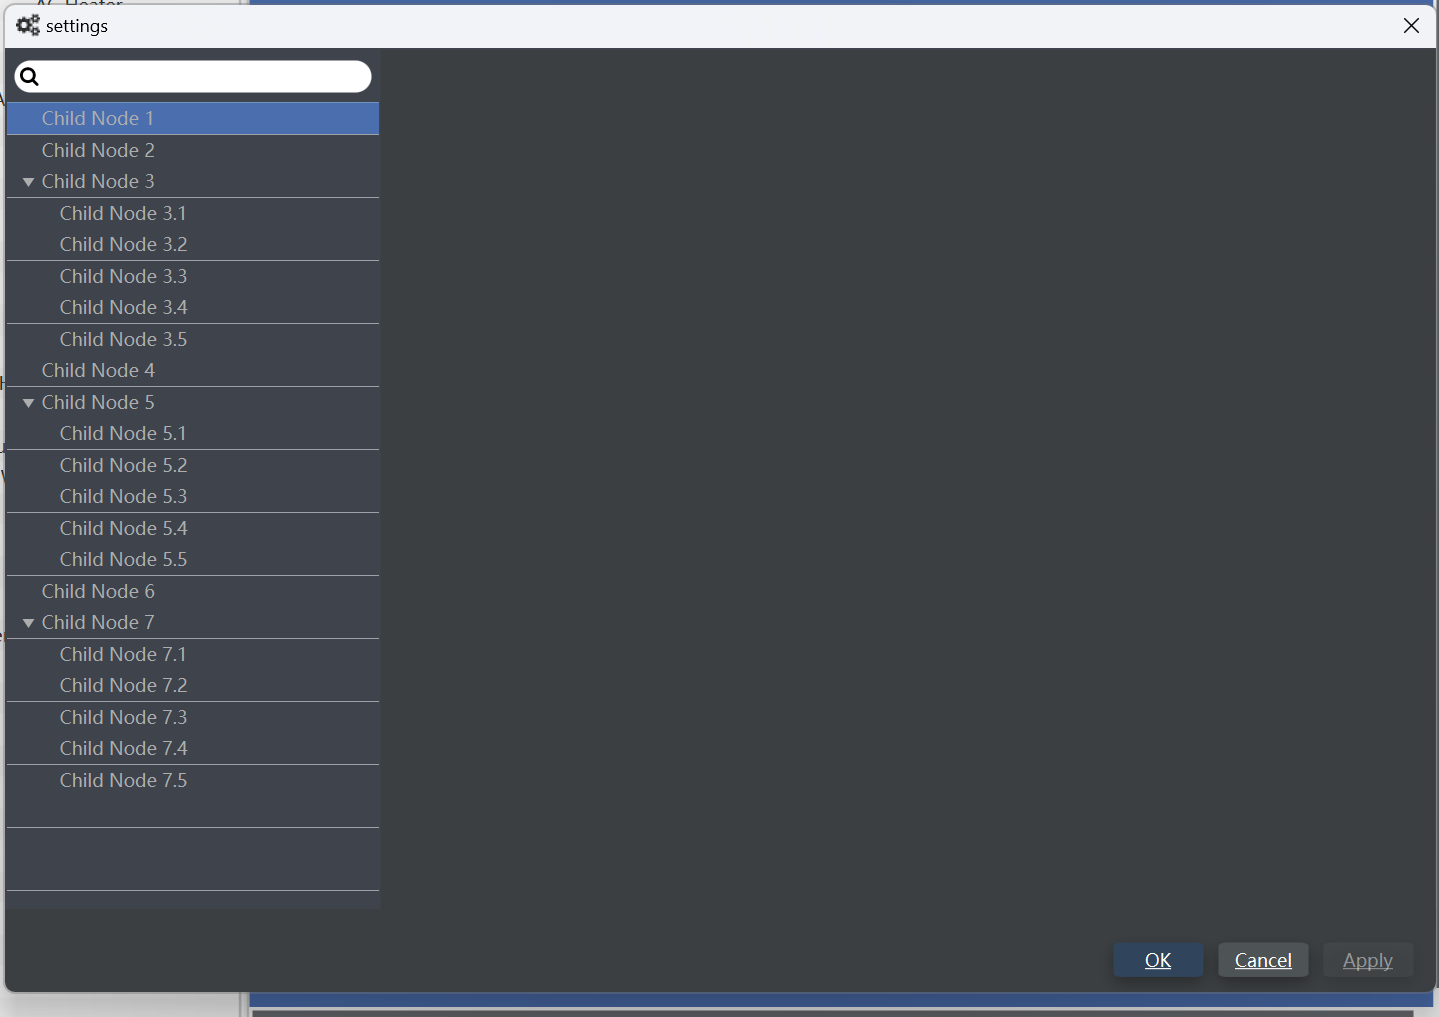 settings
Child Node 1
Child Node 2
Child Node 3
Child Node 3.1
Child Node 3.2
Child Node 3.3
Child Node 3.4
Child Node 3.5
Child Node 4
Child Node 5
Child Node 5.1
Child Node 5.2
Child Node 5.3
Child Node 5.4
Child Node 5.5
Child Node 6
Child Node 7
Child Node 7.1
Child Node 7.2
Child Node 7.3
Child Node 7.4
Child Node 7.5
OK Cancel Apply